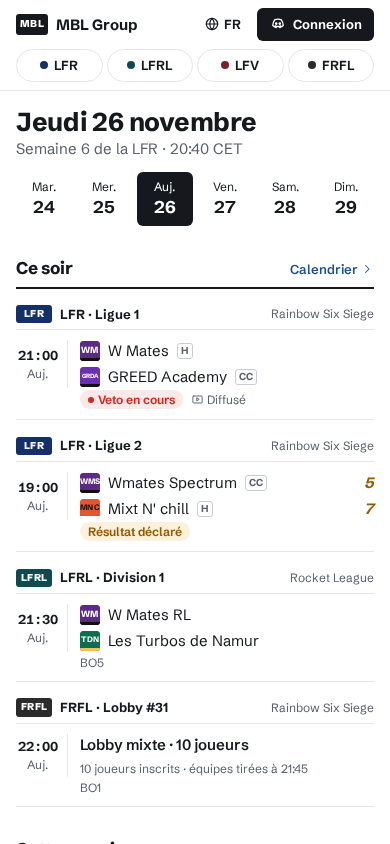 MBL MBL Group FR Connexion
LFR LFRL LFV FRFL
Jeudi 26 novembre
Semaine 6 de la LFR · 20:40 CET
Mar. Mer. Auj. Ven. Sam. Dim.
24 25 26 27 28 29
Ce soir Calendrier
LFR LFR · Ligue 1 Rainbow Six Siege
21:00 WM W Mates H
Auj. GRDA GREED Academy CC
Veto en cours Diffusé
LFR LFR · Ligue 2 Rainbow Six Siege
19:00 WMS Wmates Spectrum CC 5
Auj. MNC Mixt N' chill H 7
Résultat déclaré
LFRL LFRL · Division 1 Rocket League
21:30 WM W Mates RL
Auj. TDN Les Turbos de Namur
BO5
FRFL FRFL · Lobby #31 Rainbow Six Siege
22:00 Lobby mixte · 10 joueurs
Auj. 10 joueurs inscrits · équipes tirées à 21:45
BO1